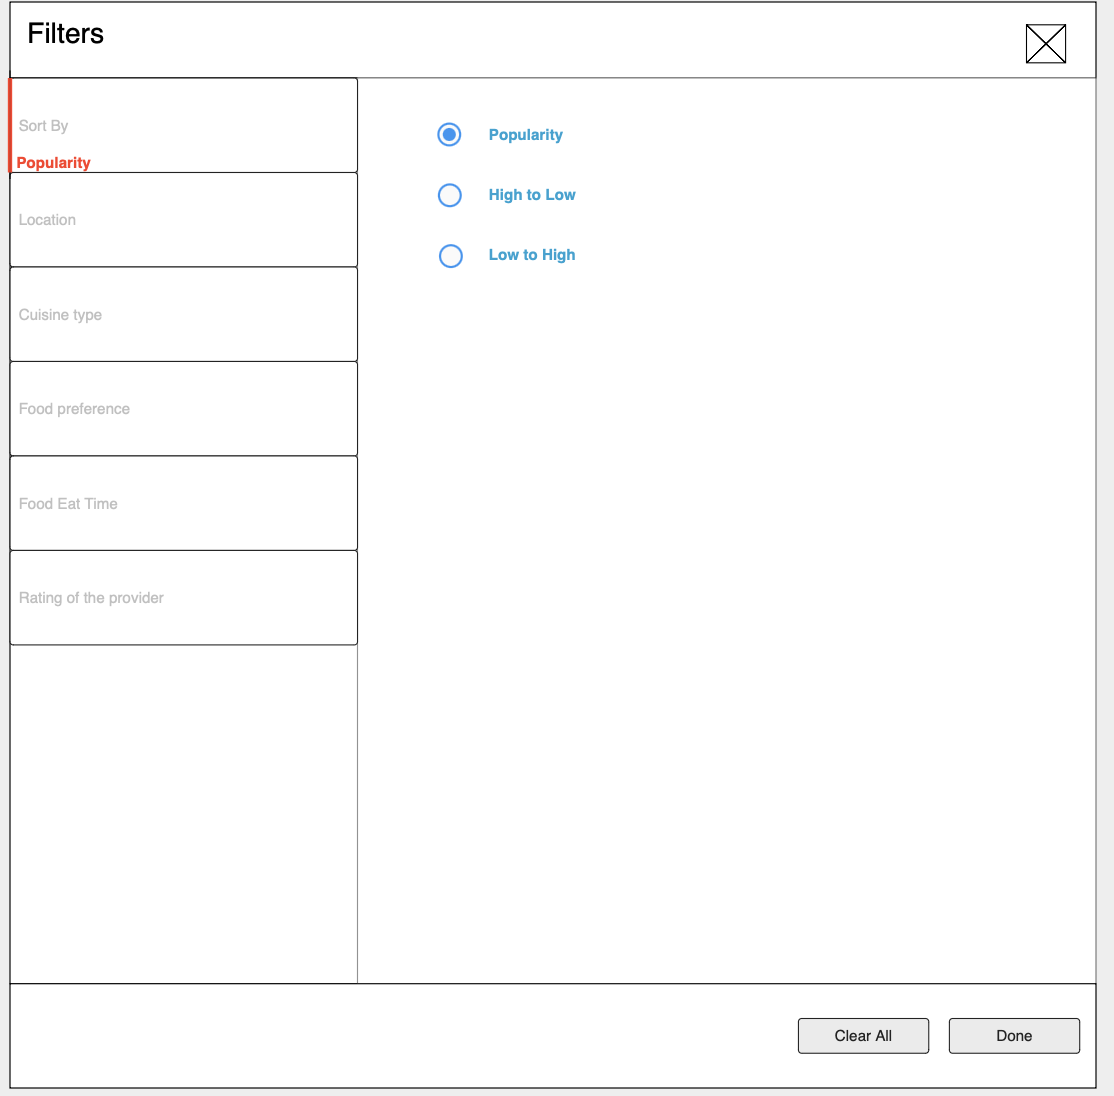 Filters
Sort By
Popularity
Location
Cuisine type
Food preference
Food Eat Time
Rating of the provider
Popularity
High to Low
Low to High
Clear All
Done